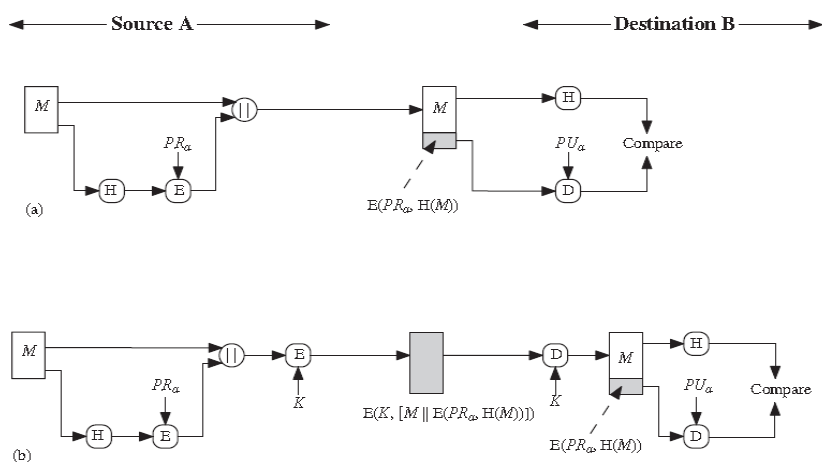 Source A
Destination B
M
||
M
H
PRa
PUa
Compare
H
E
D
E(PRa, H(M))
(a)
M
||
E
D
M
H
K
K
PRa
PUa
Compare
E(K, [M || E(PRa, H(M))])
H
E
D
E(PRa, H(M))
(b)